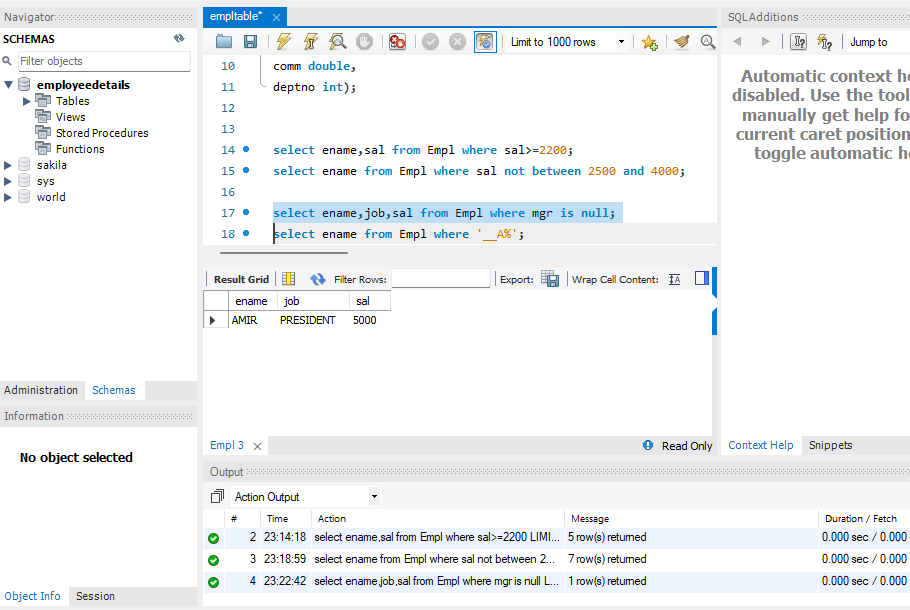 Navigator
SCHEMAS
Filter objects
employeedetails
Tables
Views
Stored Procedures
Functions
sakila
sys
world
Administration Schemas
Information
No object selected
Object Info Session
empltable*
Limit to 1000 rows
10 comm double,
11 deptno int);
12
13
14 select ename,sal from Empl where sal>=2200;
15 select ename from Empl where sal not between 2500 and 4000;
16
17 select ename,job,sal from Empl where mgr is null;
18 select ename from Empl where '__A%';
Result Grid Filter Rows: Export: Wrap Cell Content:
ename job sal
AMIR PRESIDENT 5000
Empl 3 Read Only
Output
Action Output
# Time Action Message Duration / Fetch
2 23:14:18 select ename,sal from Empl where sal>=2200 LIMI... 5 row(s) returned 0.000 sec / 0.000
3 23:18:59 select ename from Empl where sal not between 2... 7 row(s) returned 0.000 sec / 0.000
4 23:22:42 select ename,job,sal from Empl where mgr is null L... 1 row(s) returned 0.000 sec / 0.000
SQLAdditions
Jump to
Automatic context he
disabled. Use the tool
manually get help fo
current caret position
toggle automatic he
Context Help Snippets